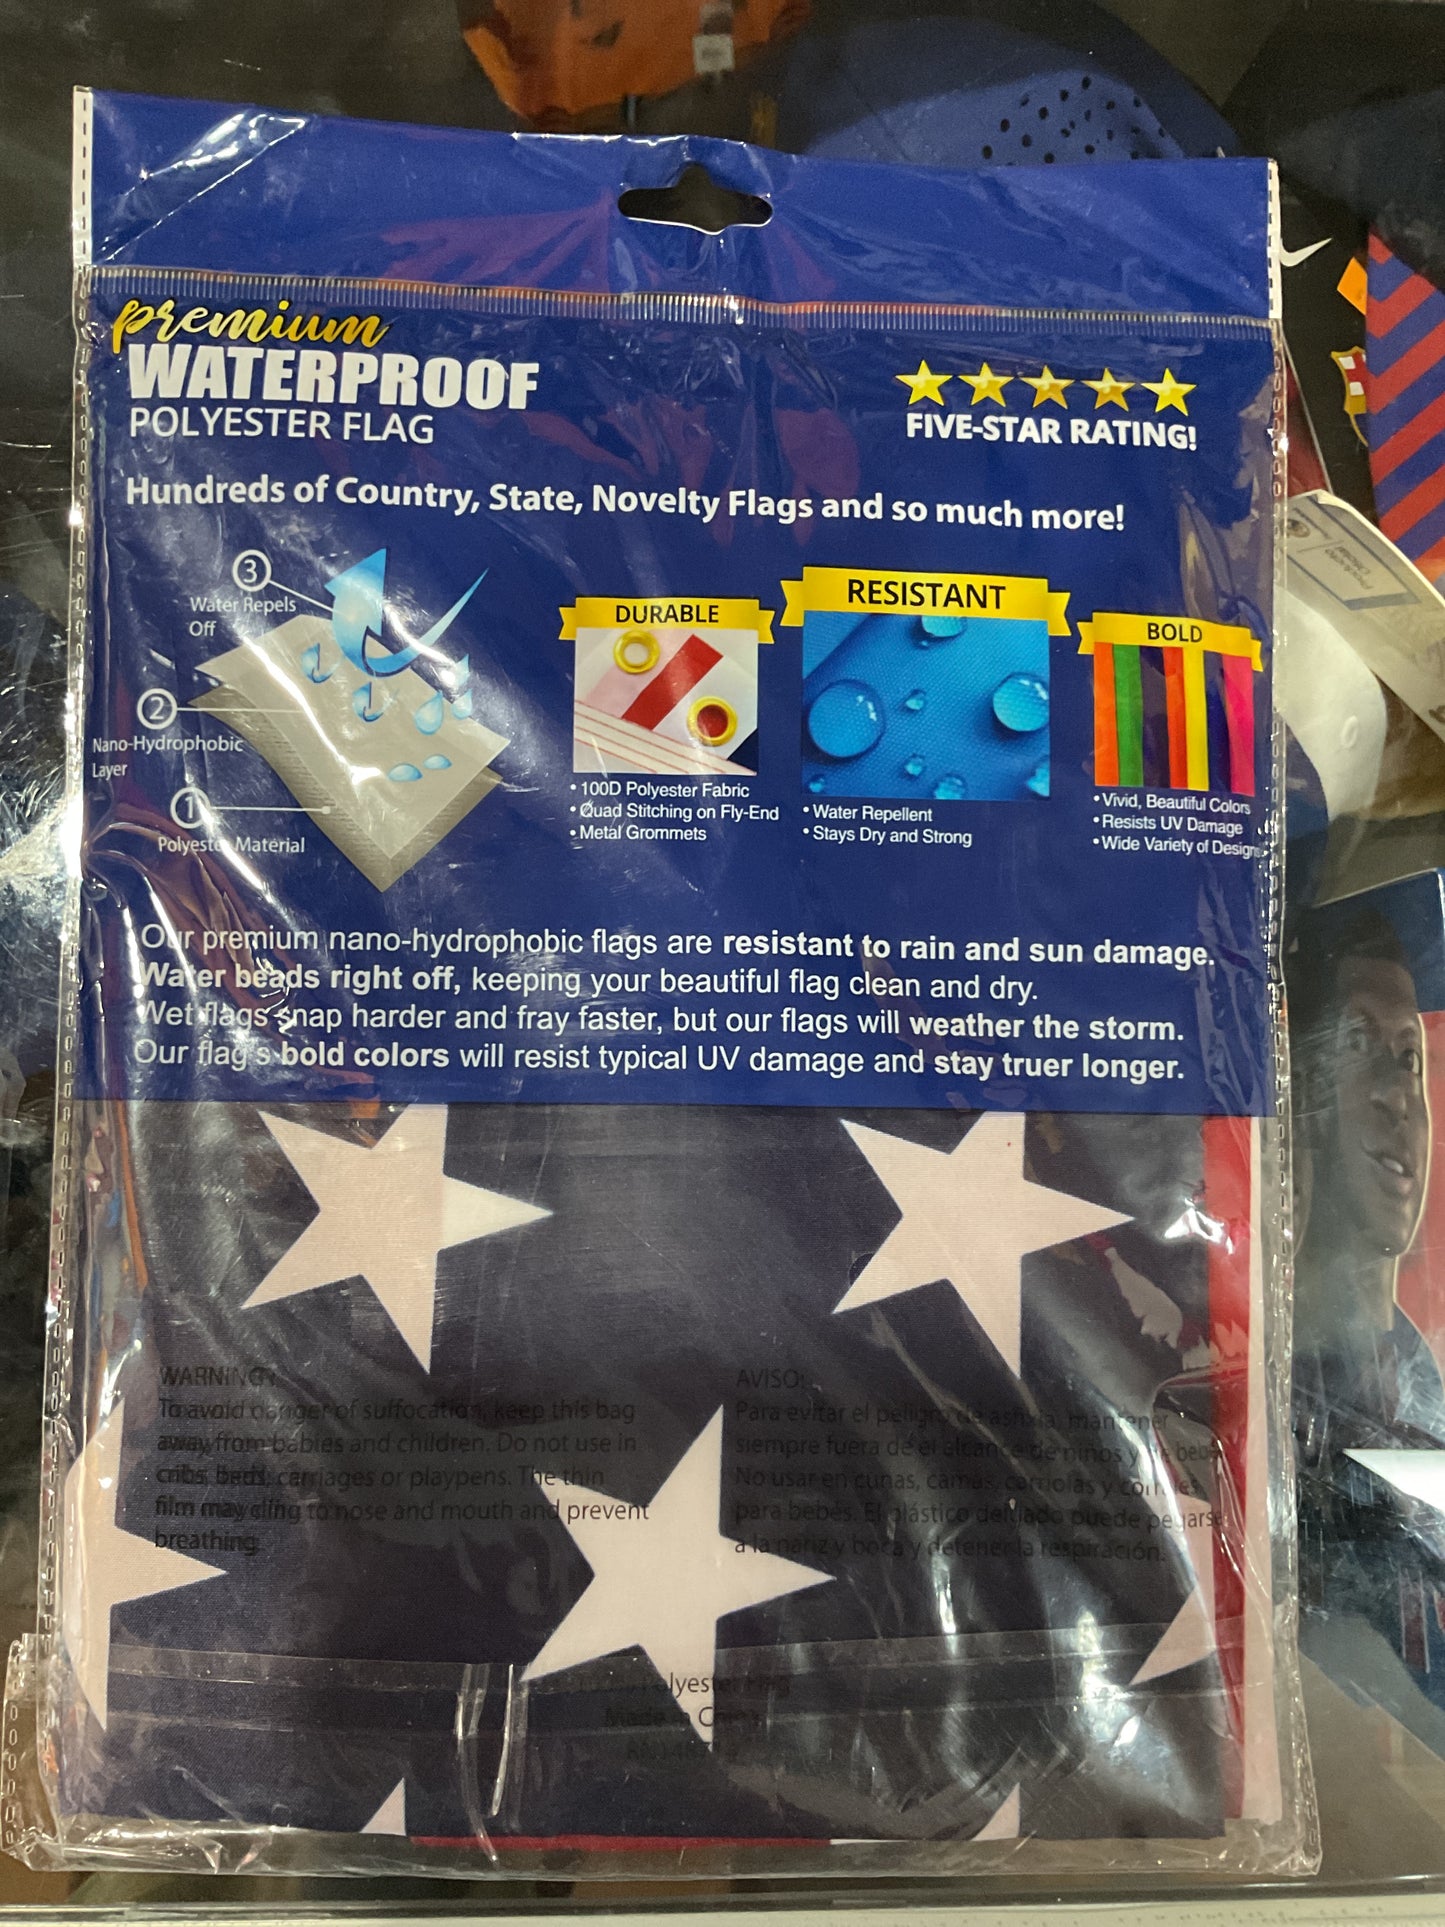 premium
WATERPROOF
POLYESTER FLAG
FIVE-STAR RATING!
Hundreds of Country, State, Novelty Flags and so much more!
3
Water Repels
Off
2
Nano-Hydrophobic
Layer
1
Polyester Material
DURABLE
• 100D Polyester Fabric
• Quad Stitching on Fly-End
• Metal Grommets
RESISTANT
• Water Repellent
• Stays Dry and Strong
BOLD
• Vivid, Beautiful Colors
• Resists UV Damage
• Wide Variety of Designs
Our premium nano-hydrophobic flags are resistant to rain and sun damage.
Water beads right off, keeping your beautiful flag clean and dry.
Wet flags snap harder and fray faster, but our flags will weather the storm.
Our flag's bold colors will resist typical UV damage and stay truer longer.
WARNING:
To avoid danger of suffocation, keep this bag
away from babies and children. Do not use in
cribs, beds, carriages or playpens. The thin
film may cling to nose and mouth and prevent
breathing.
AVISO:
Para evitar el peligro de asfixia, mantener
siempre fuera de el alcance de niños y de bebés
No usar en cunas, camas, carriolas y corrales
para bebés. El plástico delgado puede pegarse
a la nariz y boca y detener la respiración.
Polyester Flag
Made in China